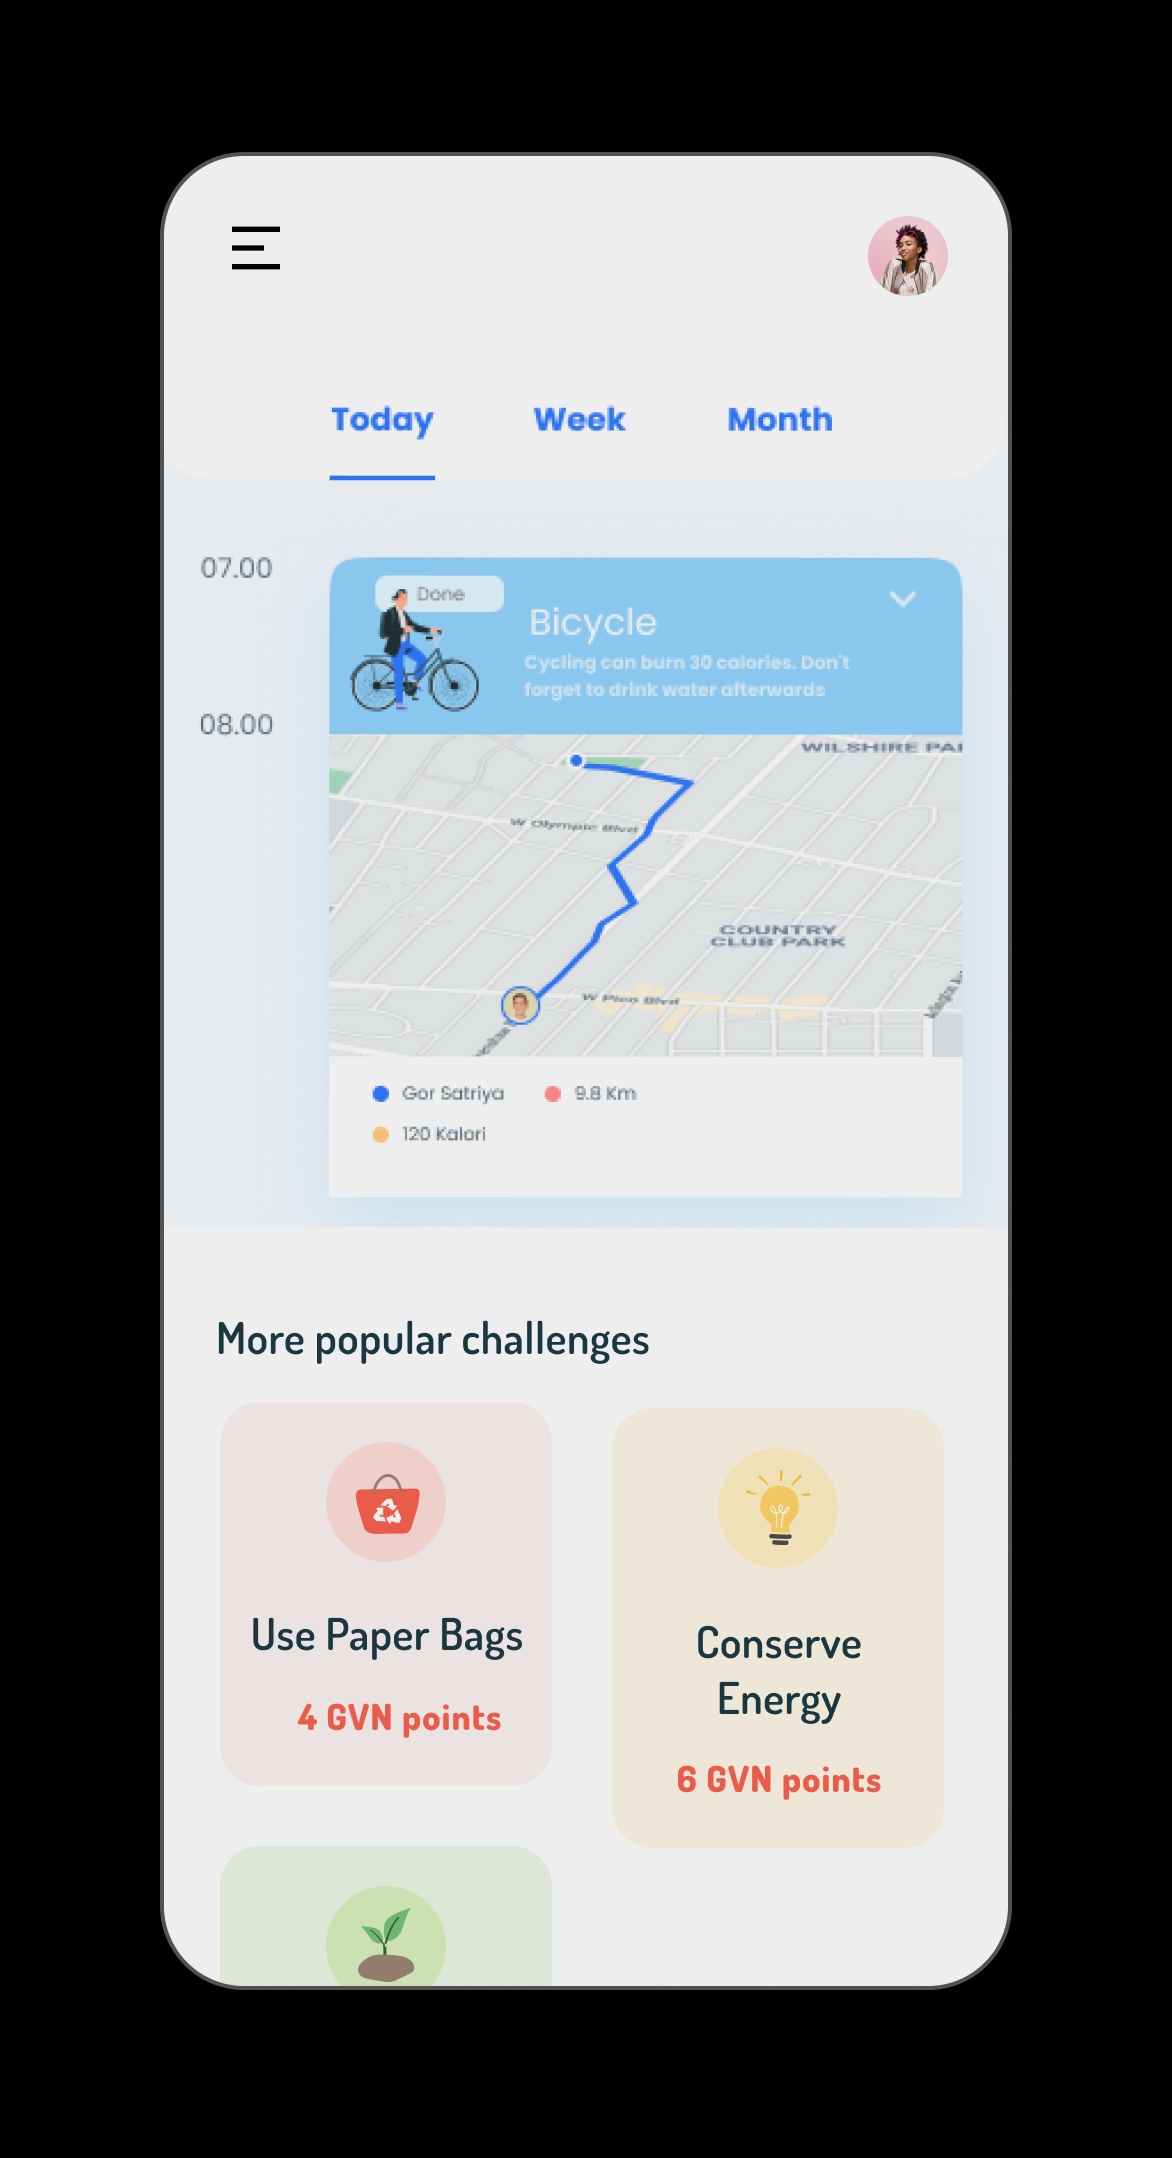 Today Week Month
07.00
Done
Bicycle
Cycling can burn 30 calories. Don't
forget to drink water afterwards
08.00
WILSHIRE PAR
W Olympic Blvd
COUNTRY
CLUB PARK
W Pico Blvd
Gor Satriya 9.8 Km
120 Kalori
More popular challenges
Use Paper Bags
4 GVN points
Conserve
Energy
6 GVN points